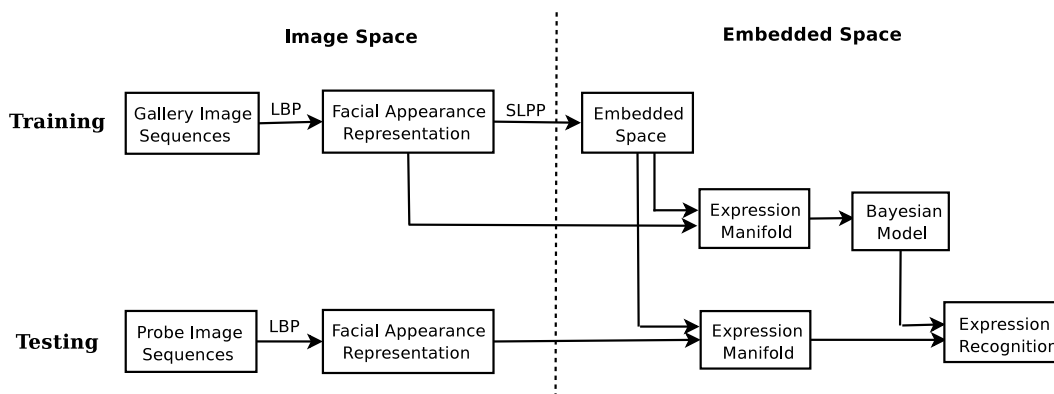 Image Space
Embedded Space
Training
Gallery Image
Sequences
LBP
Facial Appearance
Representation
SLPP
Embedded
Space
Expression
Manifold
Bayesian
Model
Testing
Probe Image
Sequences
LBP
Facial Appearance
Representation
Expression
Manifold
Expression
Recognition